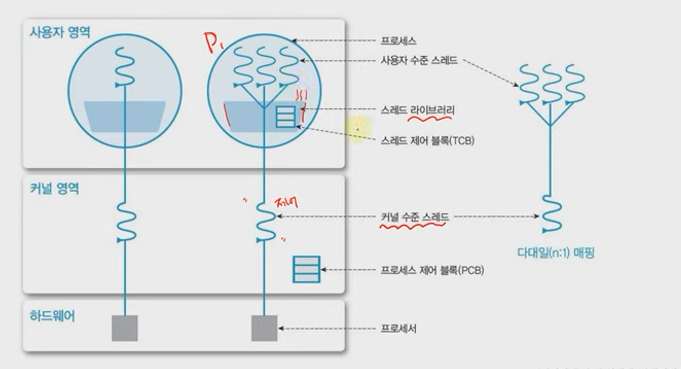 사용자 영역
P₁
프로세스
사용자 수준 스레드
스레드 라이브러리
스레드 제어 블록(TCB)
커널 영역
제어
커널 수준 스레드
다대일(n:1) 매핑
프로세스 제어 블록(PCB)
하드웨어
프로세서